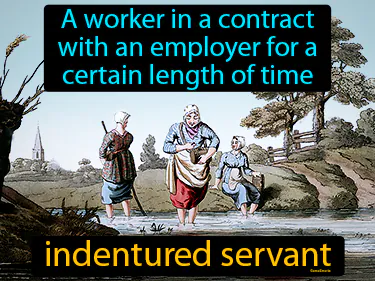 A worker in a contract
with an employer for a
certain length of time
indentured servant